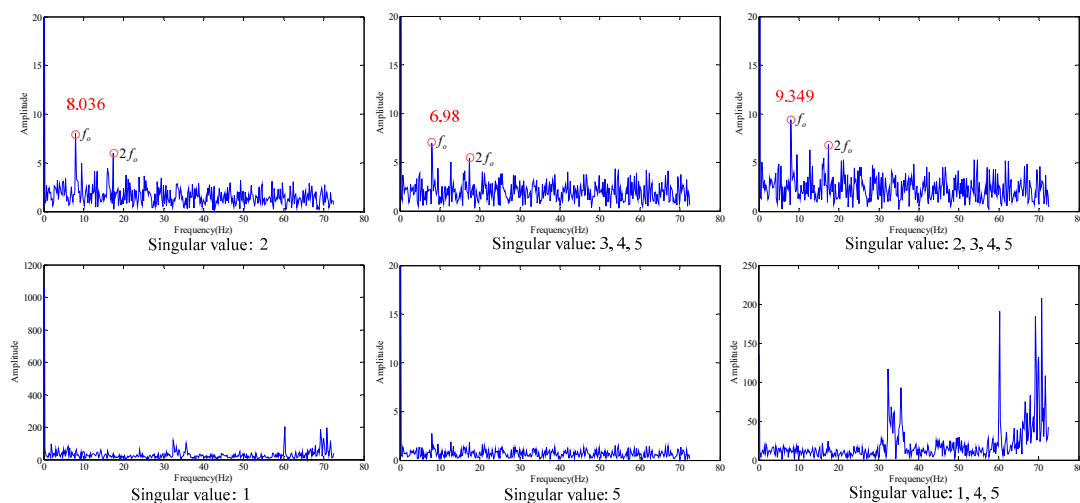 20
15
10
5
0
Amplitude
8.036
fo
2fo
0 10 20 30 40 50 60 70 80
Frequency(Hz)
Singular value: 2
20
15
10
5
0
Amplitude
6.98
fo
2fo
0 10 20 30 40 50 60 70 80
Frequency(Hz)
Singular value: 3, 4, 5
20
15
10
5
0
Amplitude
9.349
fo
2fo
0 10 20 30 40 50 60 70 80
Frequency(Hz)
Singular value: 2, 3, 4, 5
1200
1000
800
600
400
200
0
Amplitude
0 10 20 30 40 50 60 70 80
Frequency(Hz)
Singular value: 1
20
15
10
5
0
Amplitude
0 10 20 30 40 50 60 70 80
Frequency(Hz)
Singular value: 5
250
200
150
100
50
0
Amplitude
0 10 20 30 40 50 60 70 80
Frequency(Hz)
Singular value: 1, 4, 5